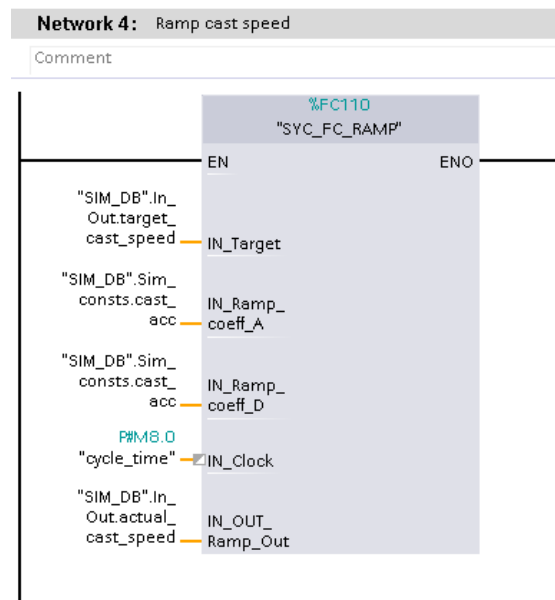 Network 4: Ramp cast speed
Comment
%FC110
"SYC_FC_RAMP"
EN
ENO
"SIM_DB".In_
Out.target_
cast_speed
IN_Target
"SIM_DB".Sim_
consts.cast_
acc
IN_Ramp_
coeff_A
"SIM_DB".Sim_
consts.cast_
acc
IN_Ramp_
coeff_D
P#M8.0
"cycle_time"
IN_Clock
"SIM_DB".In_
Out.actual_
cast_speed
IN_OUT_
Ramp_Out